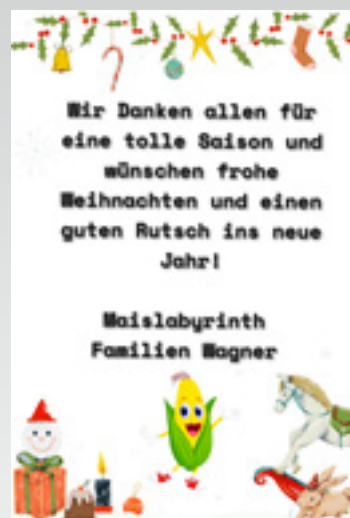 Wir Danken allen für
eine tolle Saison und
wünschen frohe
Weihnachten und einen
guten Rutsch ins neue
Jahr!
Maislabyrinth
Familien Wagner